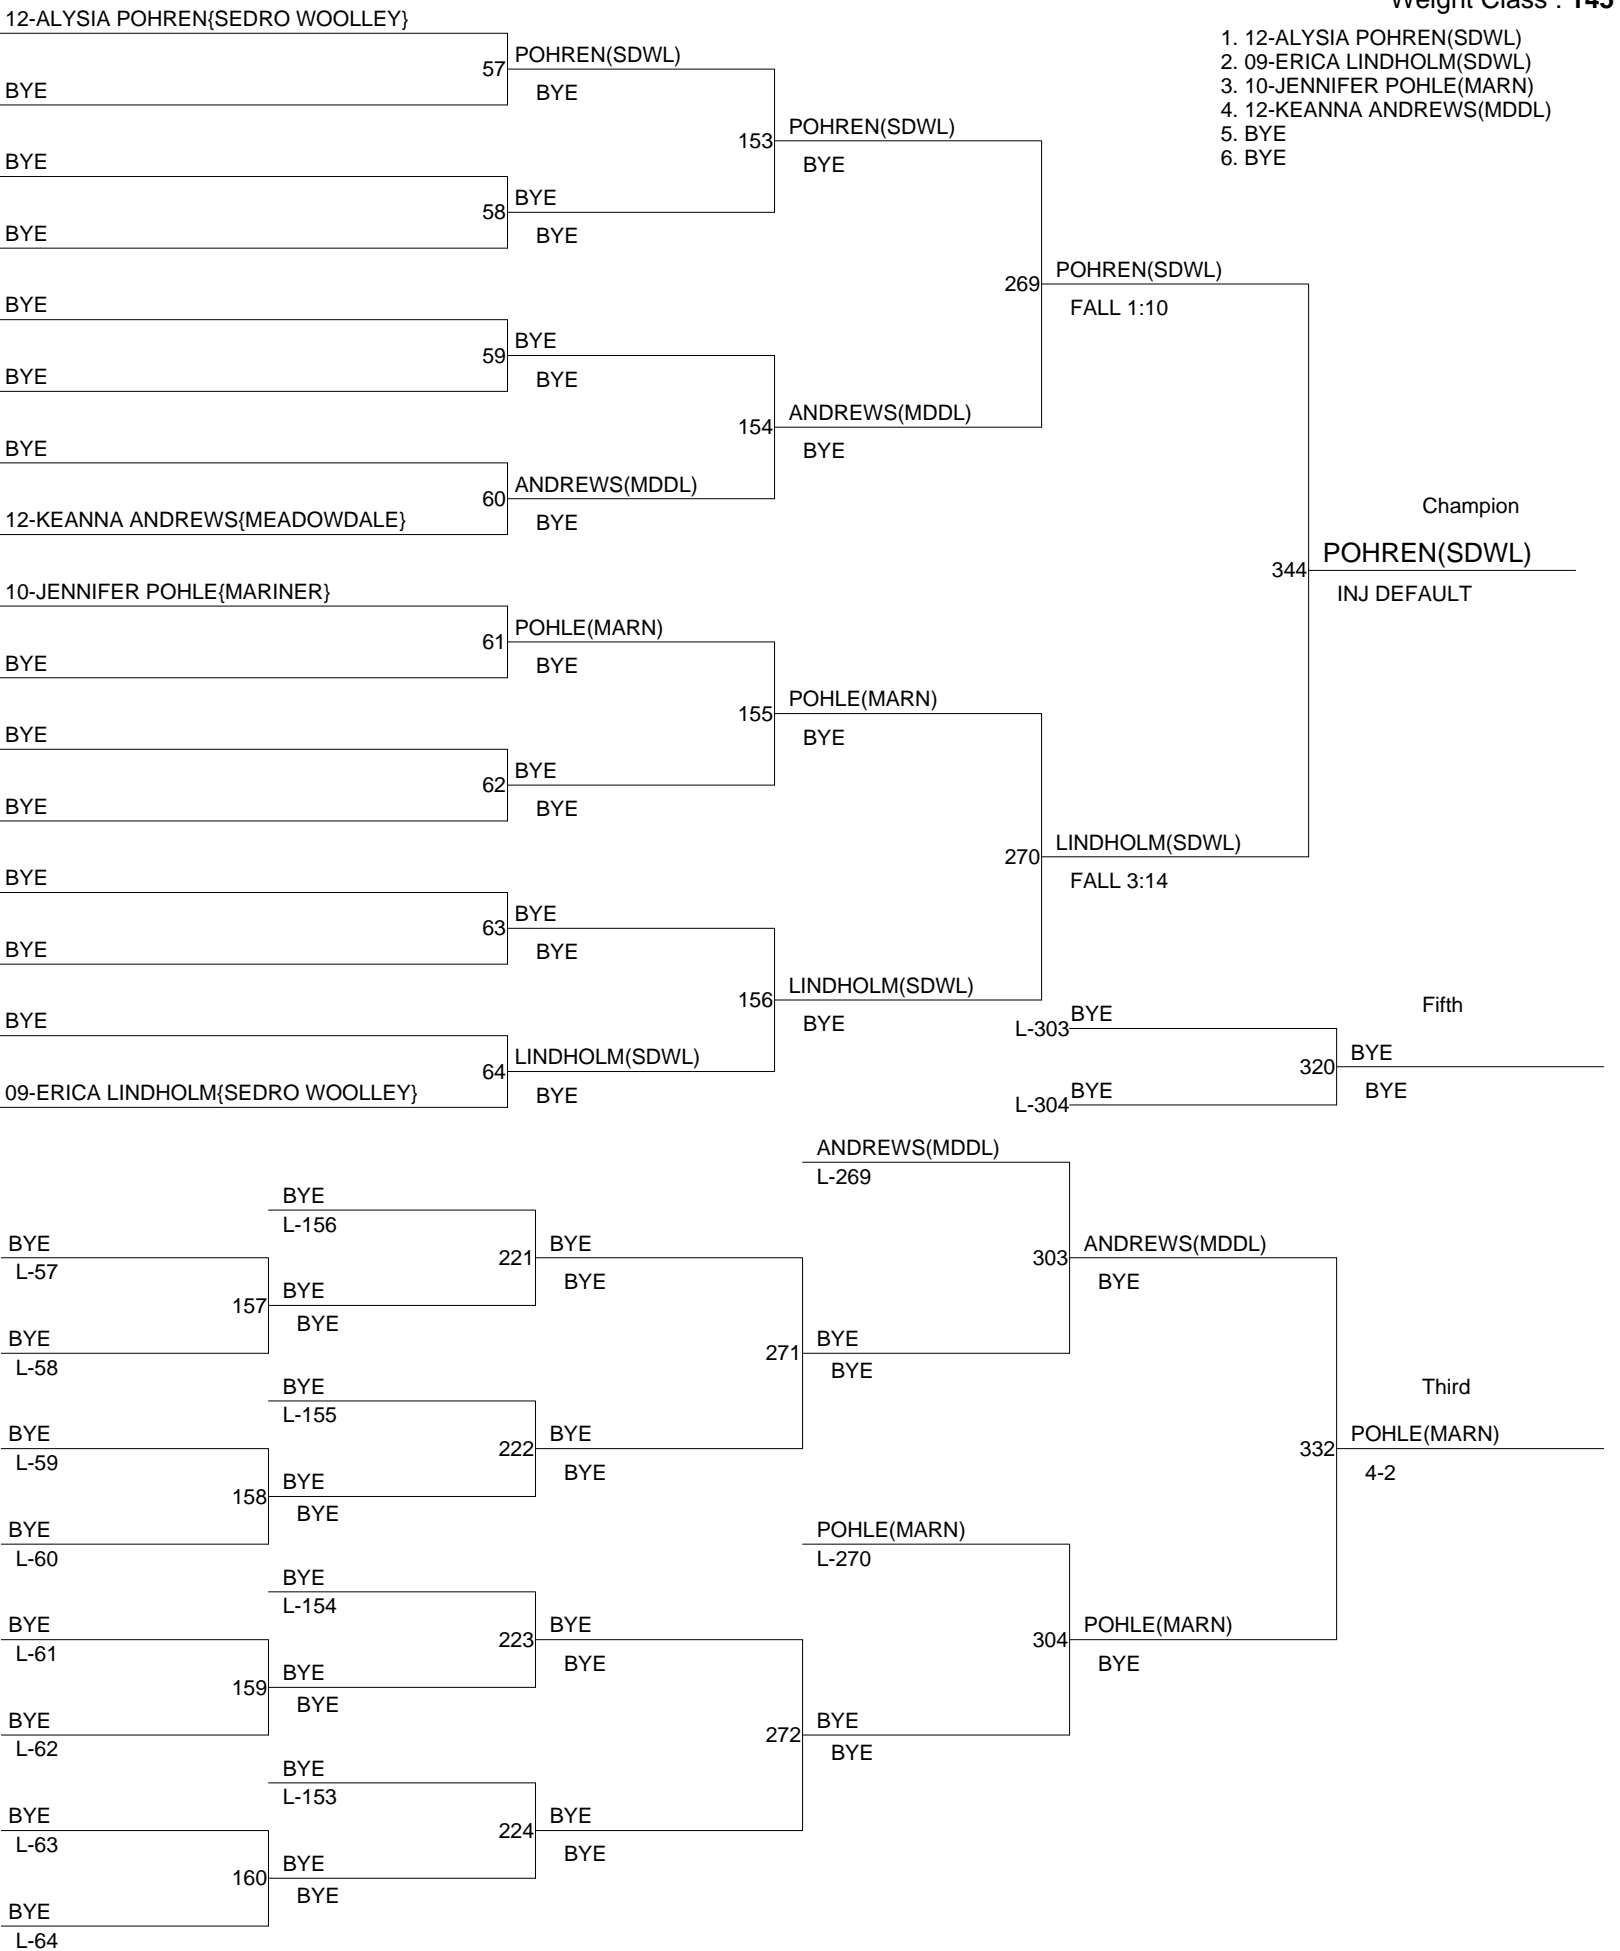 Weight Class : 145
12-ALYSIA POHREN{SEDRO WOOLLEY}
1. 12-ALYSIA POHREN(SDWL)
2. 09-ERICA LINDHOLM(SDWL)
3. 10-JENNIFER POHLE(MARN)
4. 12-KEANNA ANDREWS(MDDL)
5. BYE
6. BYE
57 POHREN(SDWL)
BYE
BYE
153 POHREN(SDWL)
BYE
BYE
58 BYE
BYE
BYE
269 POHREN(SDWL)
FALL 1:10
BYE
59 BYE
BYE
BYE
154 ANDREWS(MDDL)
BYE
BYE
60 ANDREWS(MDDL)
BYE
12-KEANNA ANDREWS{MEADOWDALE}
Champion
344 POHREN(SDWL)
INJ DEFAULT
10-JENNIFER POHLE{MARINER}
61 POHLE(MARN)
BYE
BYE
155 POHLE(MARN)
BYE
BYE
62 BYE
BYE
BYE
270 LINDHOLM(SDWL)
FALL 3:14
BYE
63 BYE
BYE
BYE
156 LINDHOLM(SDWL)
BYE
BYE
64 LINDHOLM(SDWL)
BYE
09-ERICA LINDHOLM{SEDRO WOOLLEY}
Fifth
L-303 BYE
320 BYE
BYE
L-304 BYE
ANDREWS(MDDL)
L-269
BYE
L-156
BYE
L-57
221 BYE
BYE
303 ANDREWS(MDDL)
BYE
157 BYE
BYE
BYE
L-58
271 BYE
BYE
BYE
L-155
Third
BYE
L-59
222 BYE
BYE
332 POHLE(MARN)
4-2
158 BYE
BYE
BYE
L-60
POHLE(MARN)
L-270
BYE
L-154
BYE
L-61
223 BYE
BYE
304 POHLE(MARN)
BYE
159 BYE
BYE
BYE
L-62
272 BYE
BYE
BYE
L-153
BYE
L-63
224 BYE
BYE
160 BYE
BYE
BYE
L-64